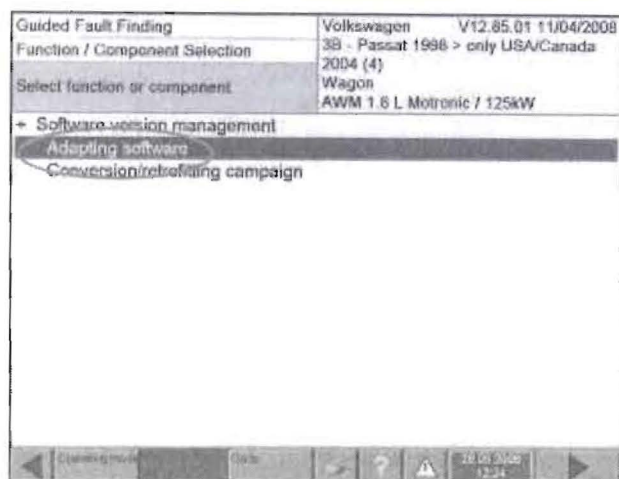 Guided Fault Finding
Function / Component Selection
Select function or component
Volkswagen V12.85.01 11/04/2008
3B - Passat 1998 > only USA/Canada
2004 (4)
Wagon
AWM 1.8 L Motronic / 125kW
+ Software version management
Adapting software
Conversion/retrofitting campaign
Operating mode
Go to
?